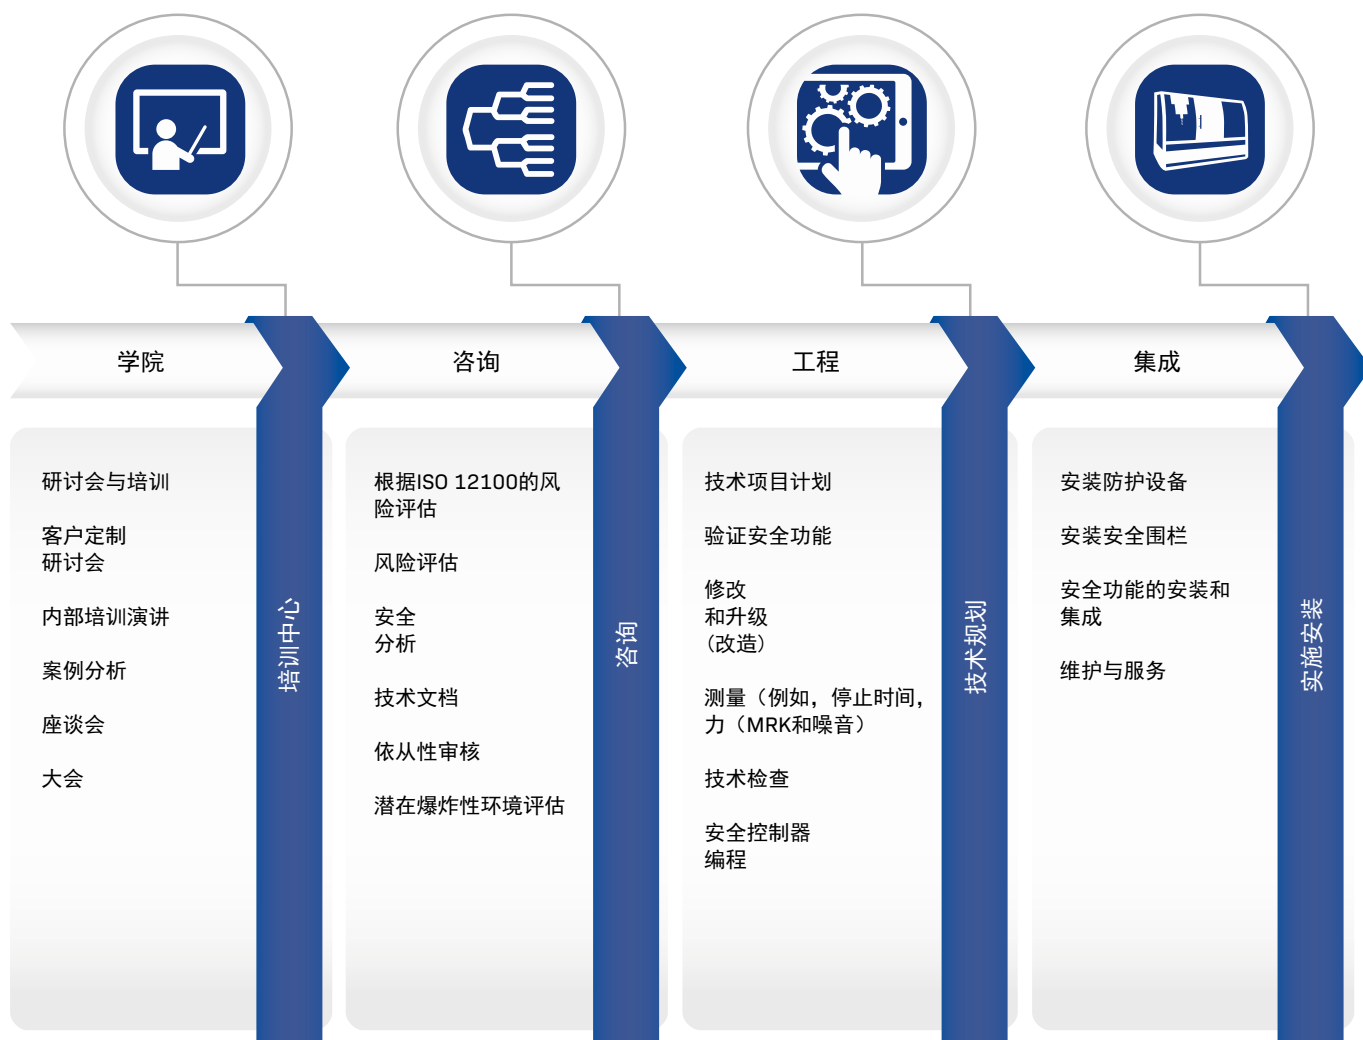 学院
咨询
工程
集成
研讨会与培训
客户定制
研讨会
内部培训演讲
案例分析
座谈会
大会
培训中心
根据ISO 12100的风
险评估
风险评估
安全
分析
技术文档
依从性审核
潜在爆炸性环境评估
咨询
技术项目计划
验证安全功能
修改
和升级
(改造)
测量（例如，停止时间，
力（MRK和噪音）
技术检查
安全控制器
编程
技术规划
安装防护设备
安装安全围栏
安全功能的安装和
集成
维护与服务
实施安装